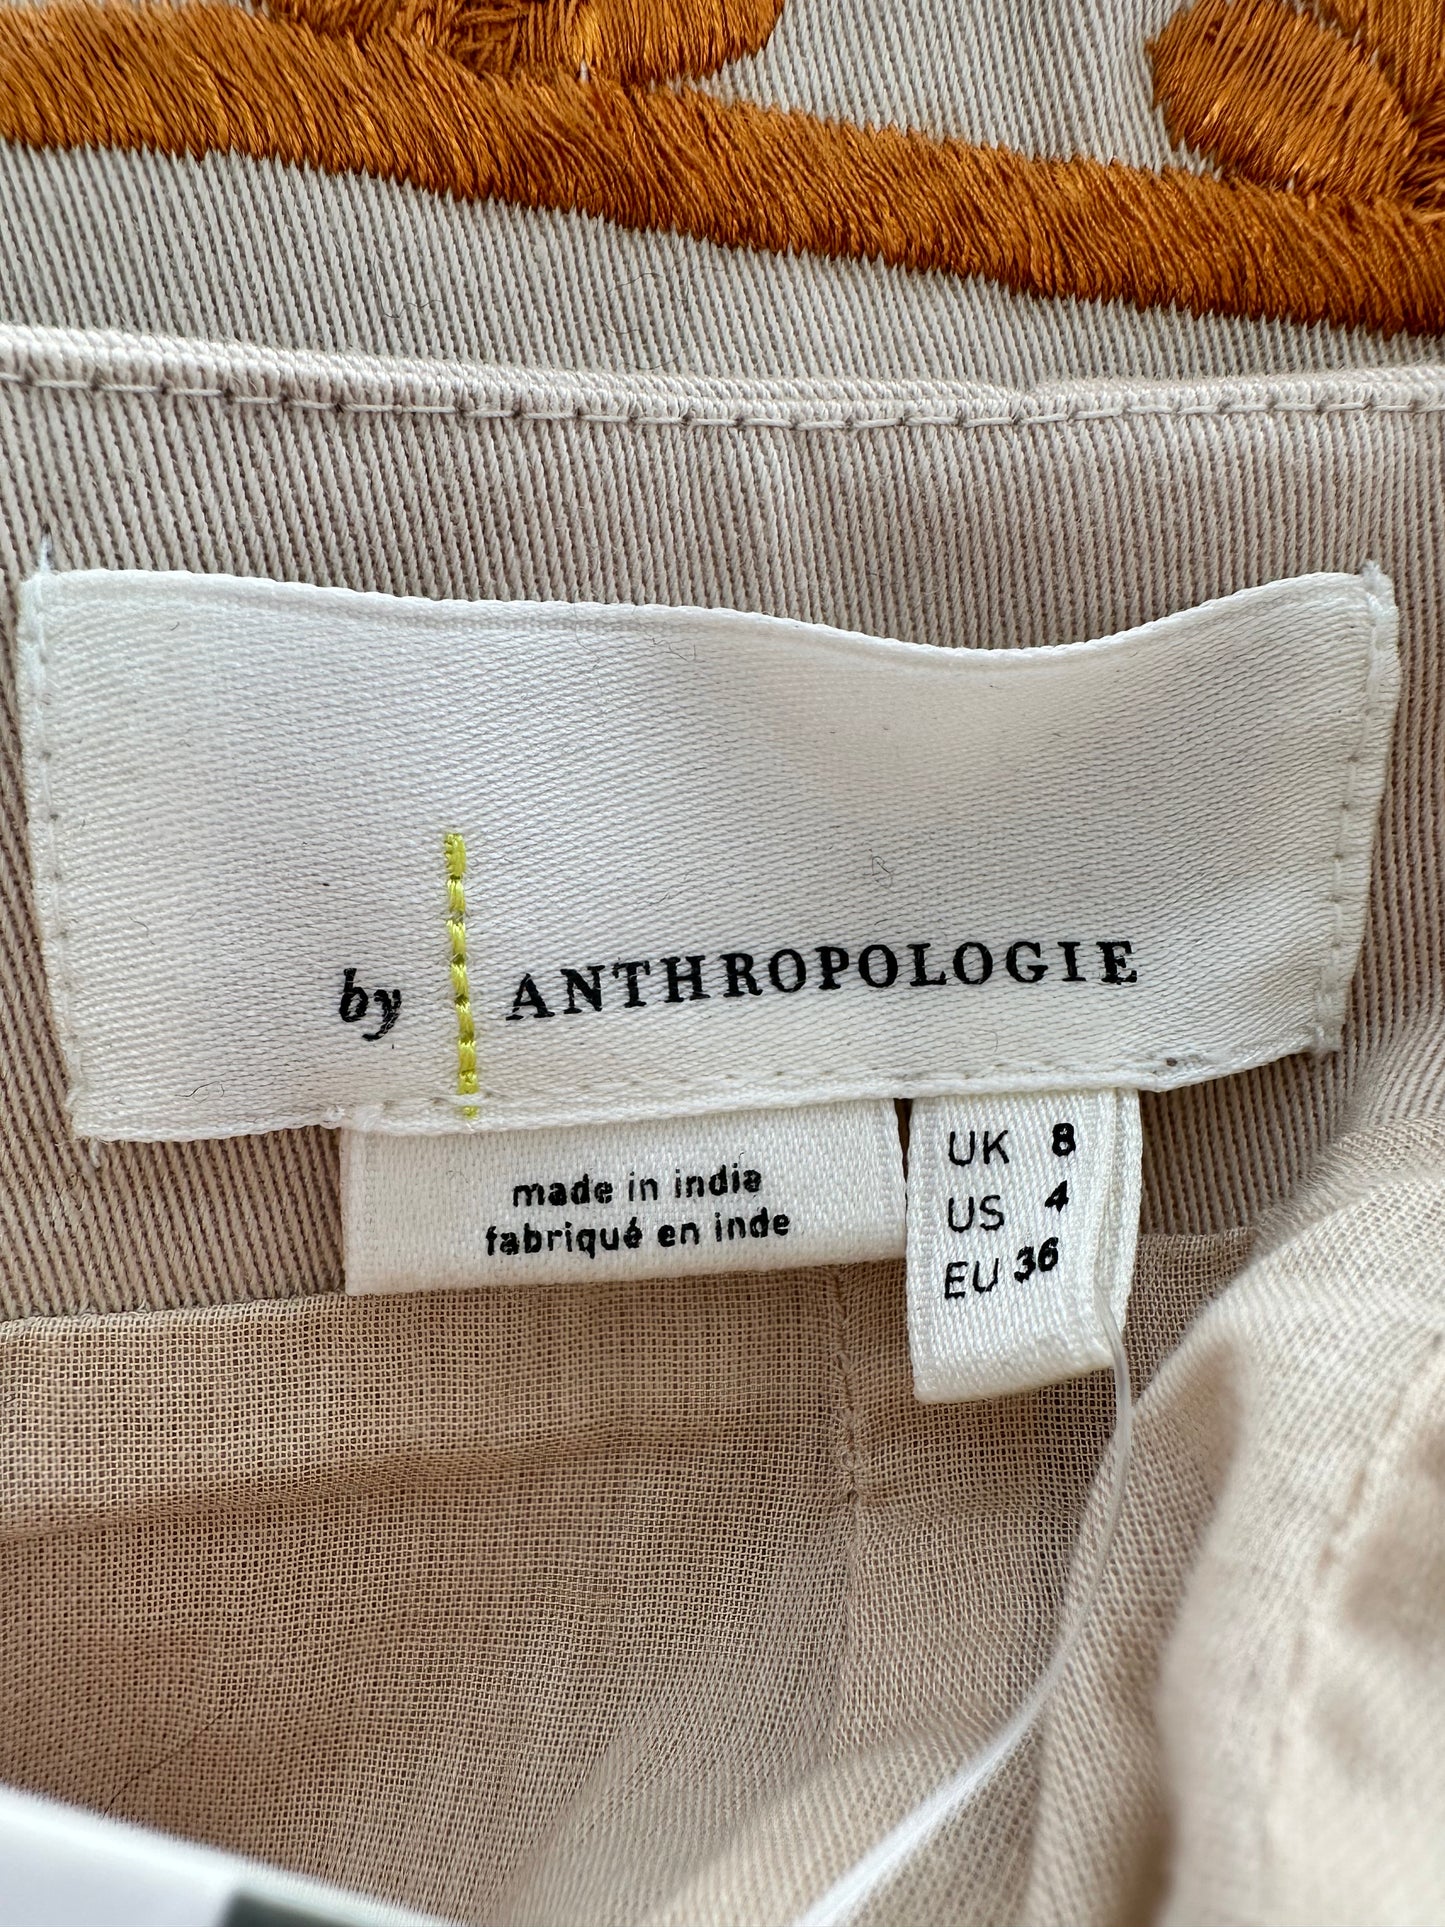 by ANTHROPOLOGIE
made in india
fabriqué en inde
UK 8
US 4
EU 36